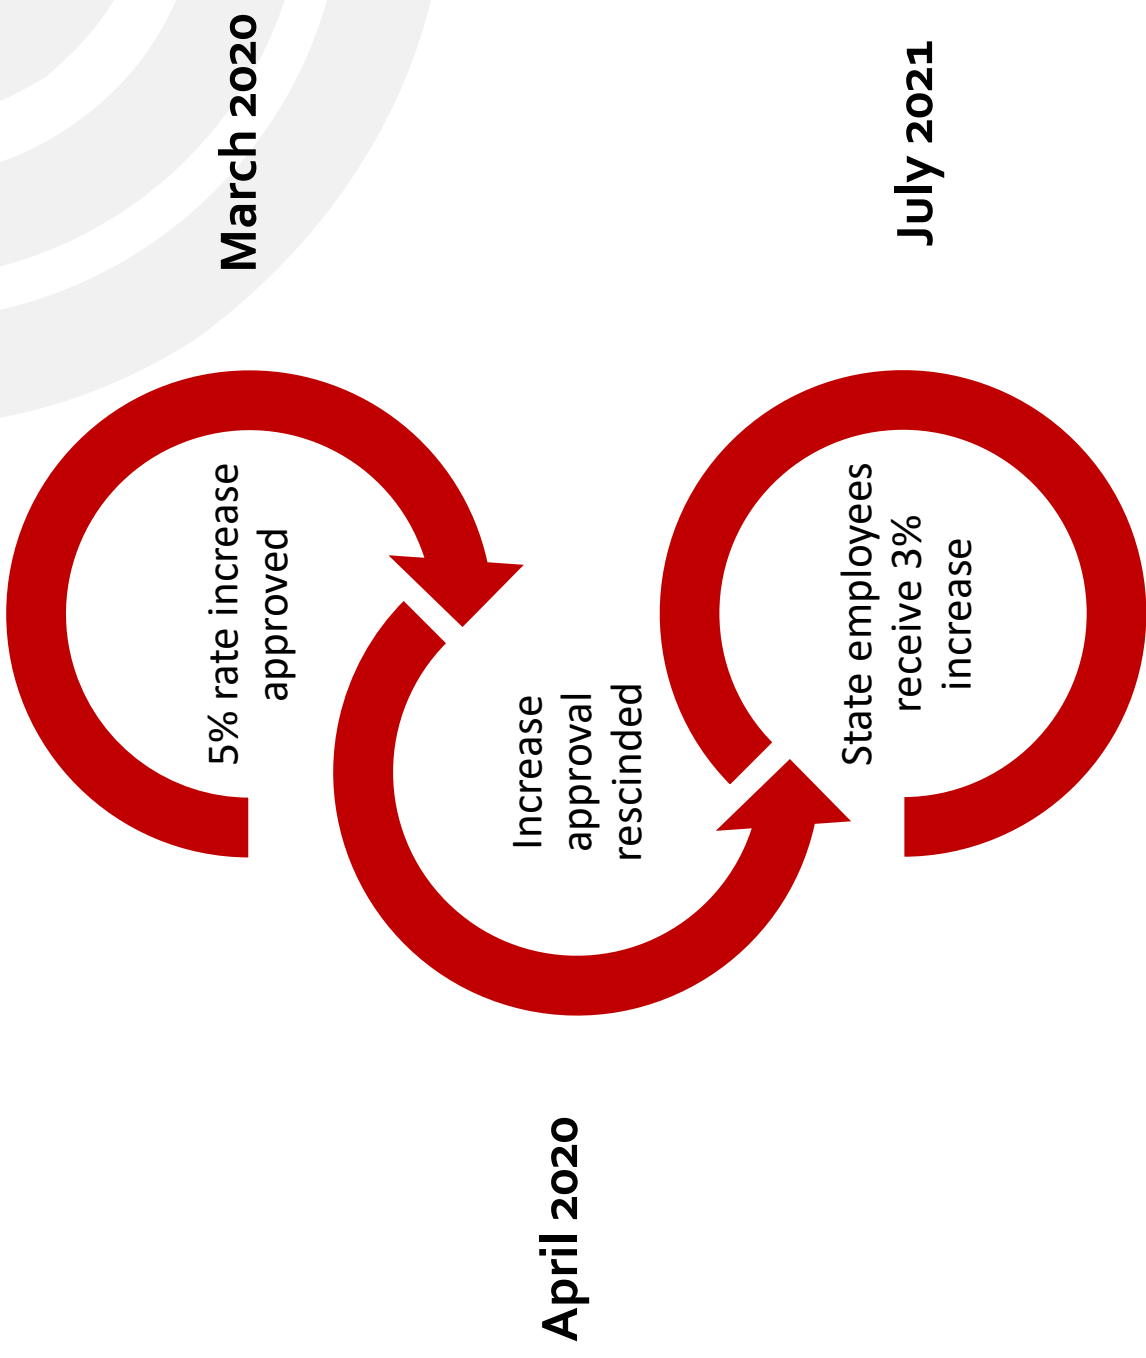 March 2020
5% rate increase
approved
April 2020
Increase
approval
rescinded
July 2021
State employees
receive 3%
increase